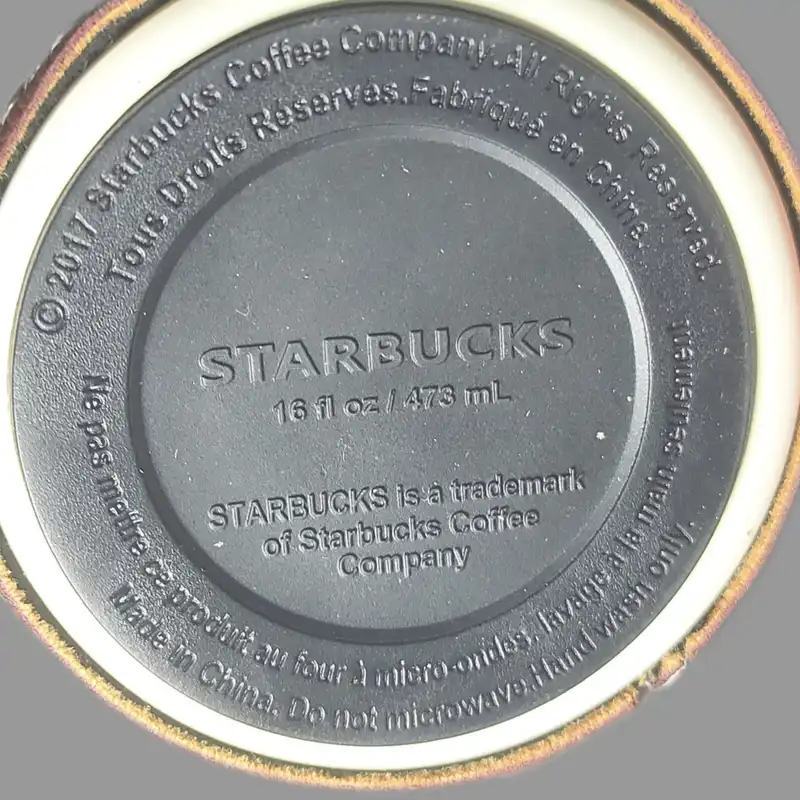 © 2017 Starbucks Coffee Company.All Rights Reserved.
Tous Droits Réservés.Fabriqué en China.
STARBUCKS
16 fl oz / 473 mL
STARBUCKS is a trademark
of Starbucks Coffee
Company
Ne pas mettre ce produit au four à micro-ondes, lavage à la main seulement
Made in China. Do not microwave.Hand wash only.